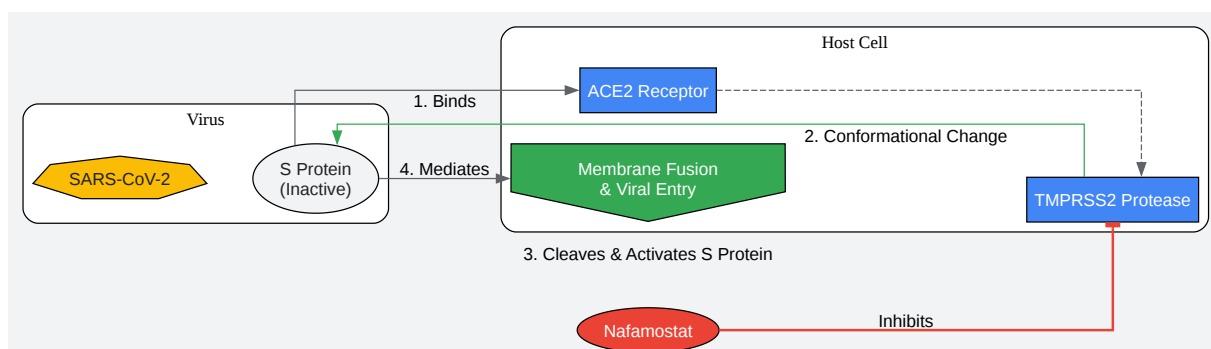 Host Cell
ACE2 Receptor
1. Binds
Virus
2. Conformational Change
SARS-CoV-2
S Protein
(Inactive)
4. Mediates
Membrane Fusion
& Viral Entry
TMPRSS2 Protease
3. Cleaves & Activates S Protein
Nafamostat
Inhibits